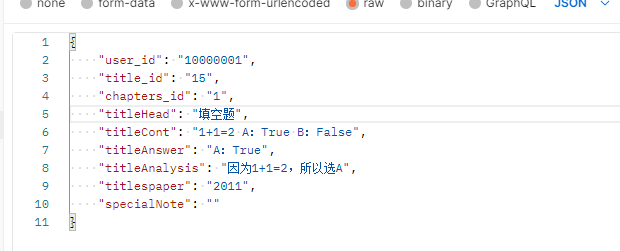 none form-data x-www-form-urlencoded raw binary GraphQL JSON
1 {
2 "user_id": "10000001",
3 "title_id": "15",
4 "chapters_id": "1",
5 "titleHead": "填空题",
6 "titleCont": "1+1=2 A: True B: False",
7 "titleAnswer": "A: True",
8 "titleAnalysis": "因为1+1=2，所以选A",
9 "titlespaper": "2011",
10 "specialNote": ""
11 }